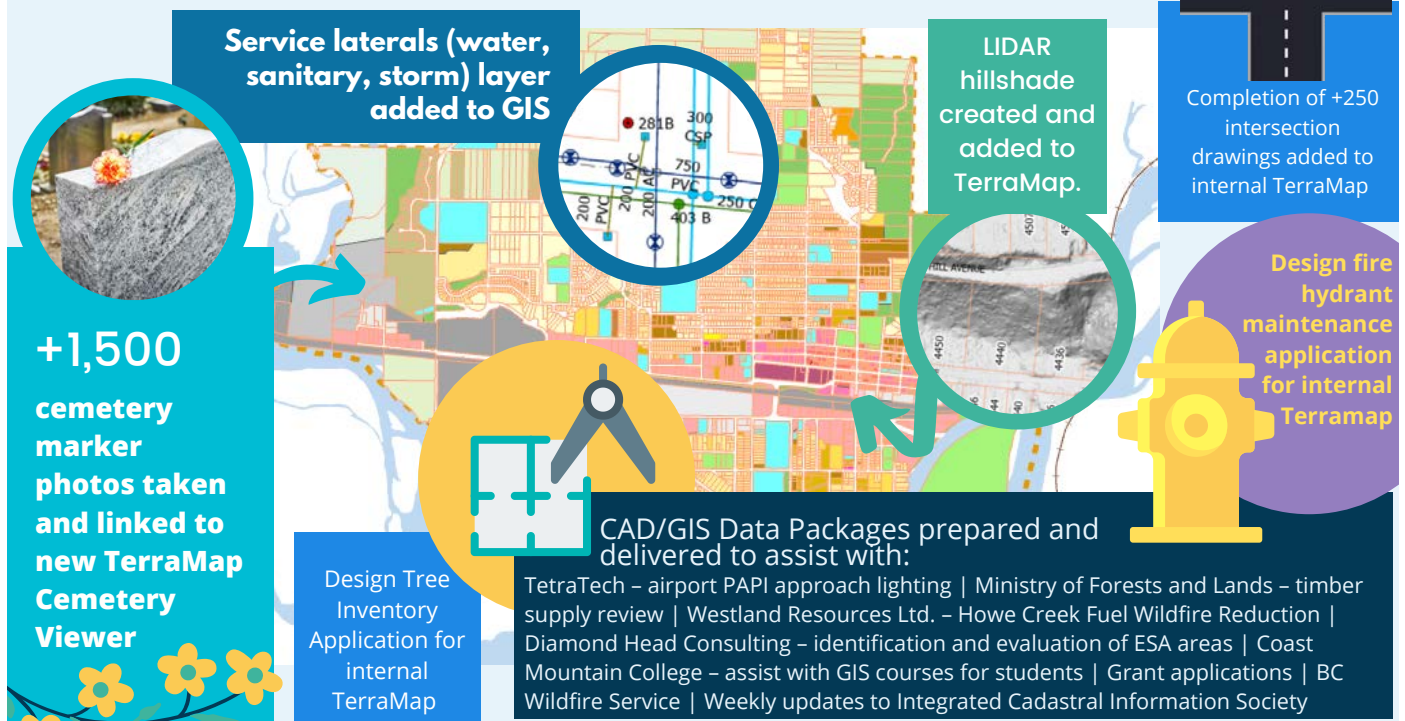 Service laterals (water,
sanitary, storm) layer
added to GIS
281B
300
CSP
750
PVC
200 PVC
200 AC
200
PVC
403 B
250 C
LIDAR
hillshade
created and
added to
TerraMap.
Completion of +250
intersection
drawings added to
internal TerraMap
4450
4440
4436
AVENUE
Design fire
hydrant
maintenance
application
for internal
Terramap
+1,500
cemetery
marker
photos taken
and linked to
new TerraMap
Cemetery
Viewer
Design Tree
Inventory
Application for
internal
TerraMap
CAD/GIS Data Packages prepared and
delivered to assist with:
TetraTech – airport PAPI approach lighting | Ministry of Forests and Lands – timber
supply review | Westland Resources Ltd. – Howe Creek Fuel Wildfire Reduction |
Diamond Head Consulting – identification and evaluation of ESA areas | Coast
Mountain College – assist with GIS courses for students | Grant applications | BC
Wildfire Service | Weekly updates to Integrated Cadastral Information Society